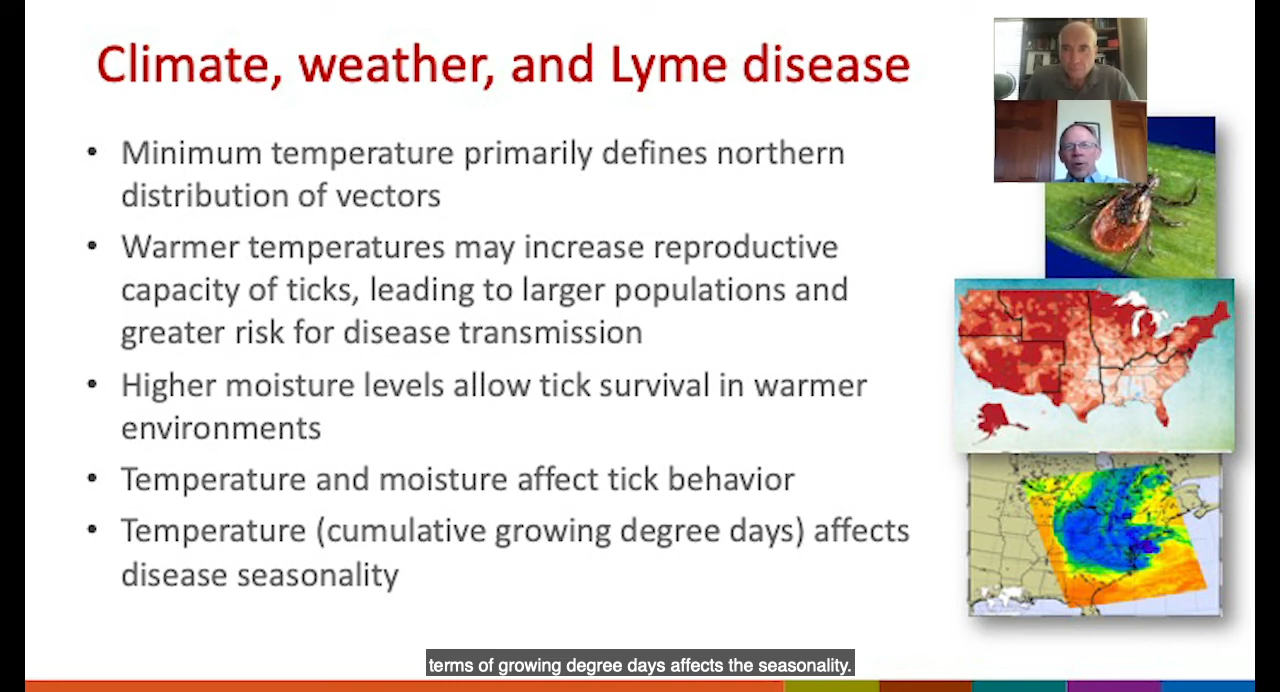 Climate, weather, and Lyme disease
• Minimum temperature primarily defines northern
distribution of vectors
• Warmer temperatures may increase reproductive
capacity of ticks, leading to larger populations and
greater risk for disease transmission
• Higher moisture levels allow tick survival in warmer
environments
• Temperature and moisture affect tick behavior
• Temperature (cumulative growing degree days) affects
disease seasonality
terms of growing degree days affects the seasonality.